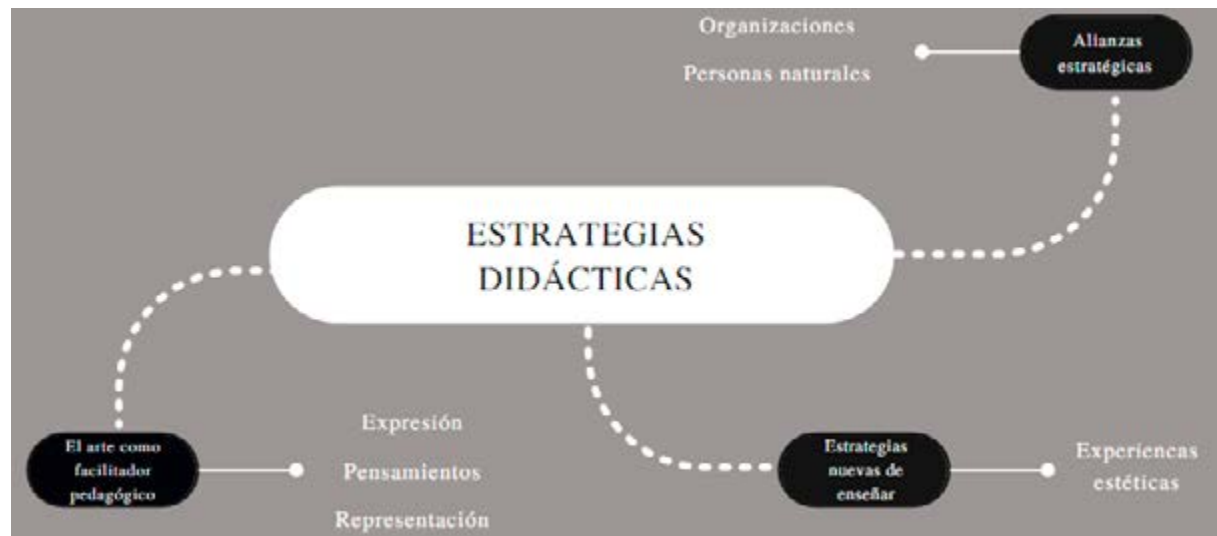 Organizaciones
Personas naturales
Alianzas
estratégicas
ESTRATEGIAS
DIDÁCTICAS
El arte como
facilitador
pedagógico
Expresión
Pensamientos
Representación
Estrategias
nuevas de
enseñar
Experiencas
estéticas